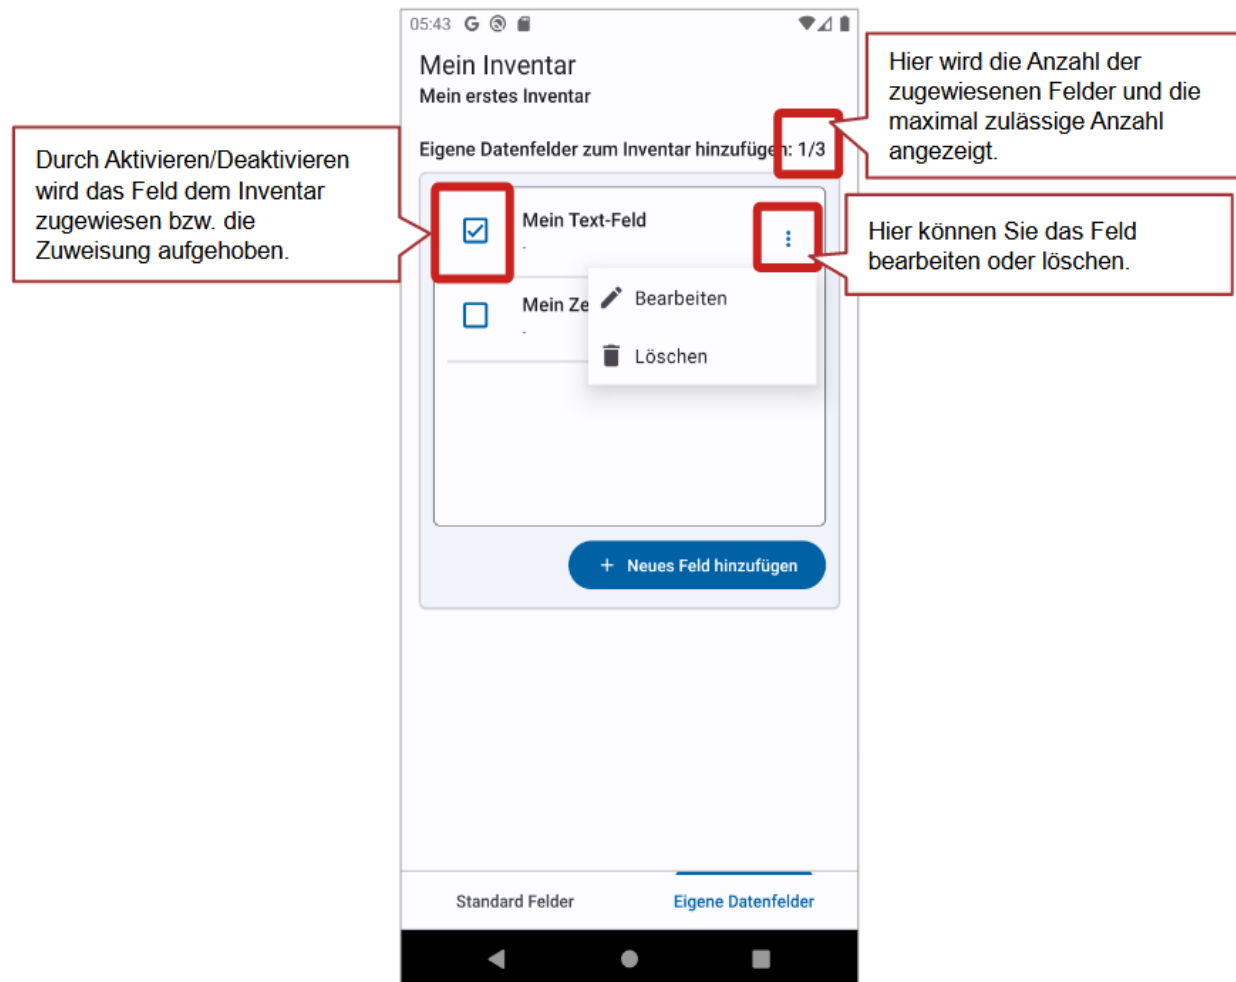 05:43
Mein Inventar
Mein erstes Inventar
Eigene Datenfelder zum Inventar hinzufügen: 1/3
Hier wird die Anzahl der
zugewiesenen Felder und die
maximal zulässige Anzahl
angezeigt.
Durch Aktivieren/Deaktivieren
wird das Feld dem Inventar
zugewiesen bzw. die
Zuweisung aufgehoben.
Mein Text-Feld
-
Hier können Sie das Feld
bearbeiten oder löschen.
Bearbeiten
Löschen
Mein Ze
-
+ Neues Feld hinzufügen
Standard Felder
Eigene Datenfelder